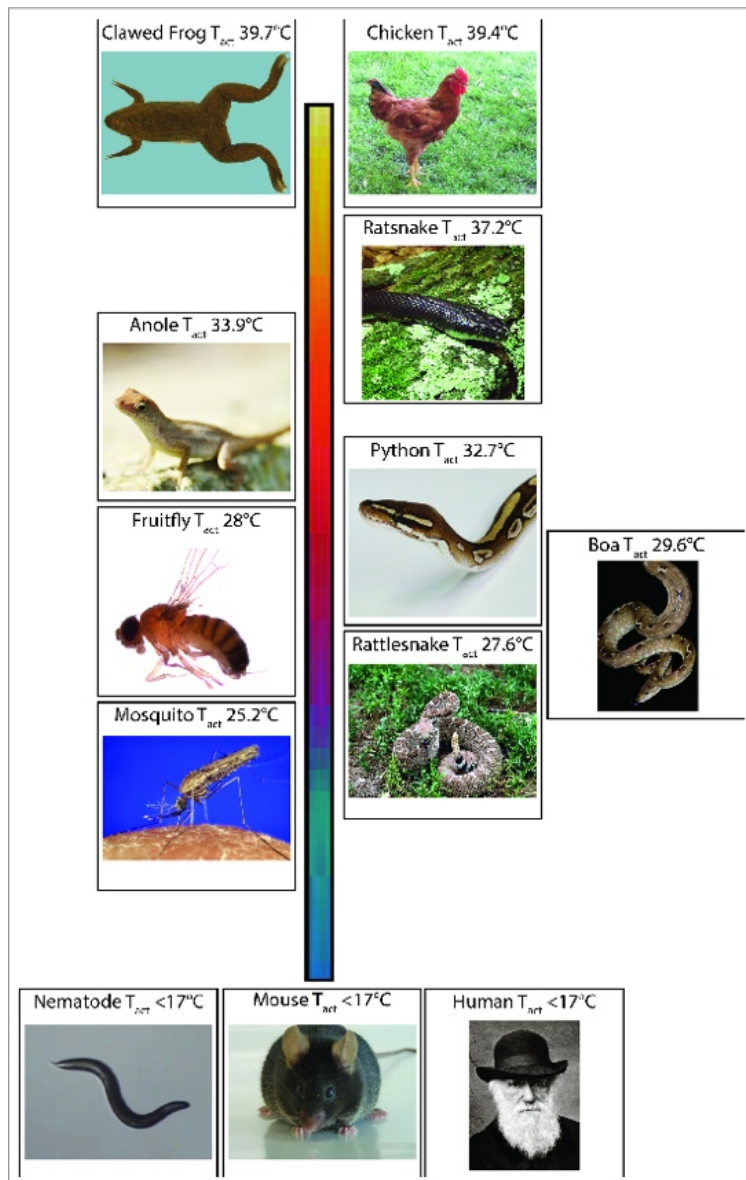 Clawed Frog Tact 39.7°C
Chicken Tact 39.4°C
Ratsnake Tact 37.2°C
Anole Tact 33.9°C
Python Tact 32.7°C
Fruitfly Tact 28°C
Boa Tact 29.6°C
Rattlesnake Tact 27.6°C
Mosquito Tact 25.2°C
Nematode Tact <17°C
Mouse Tact <17°C
Human Tact <17°C